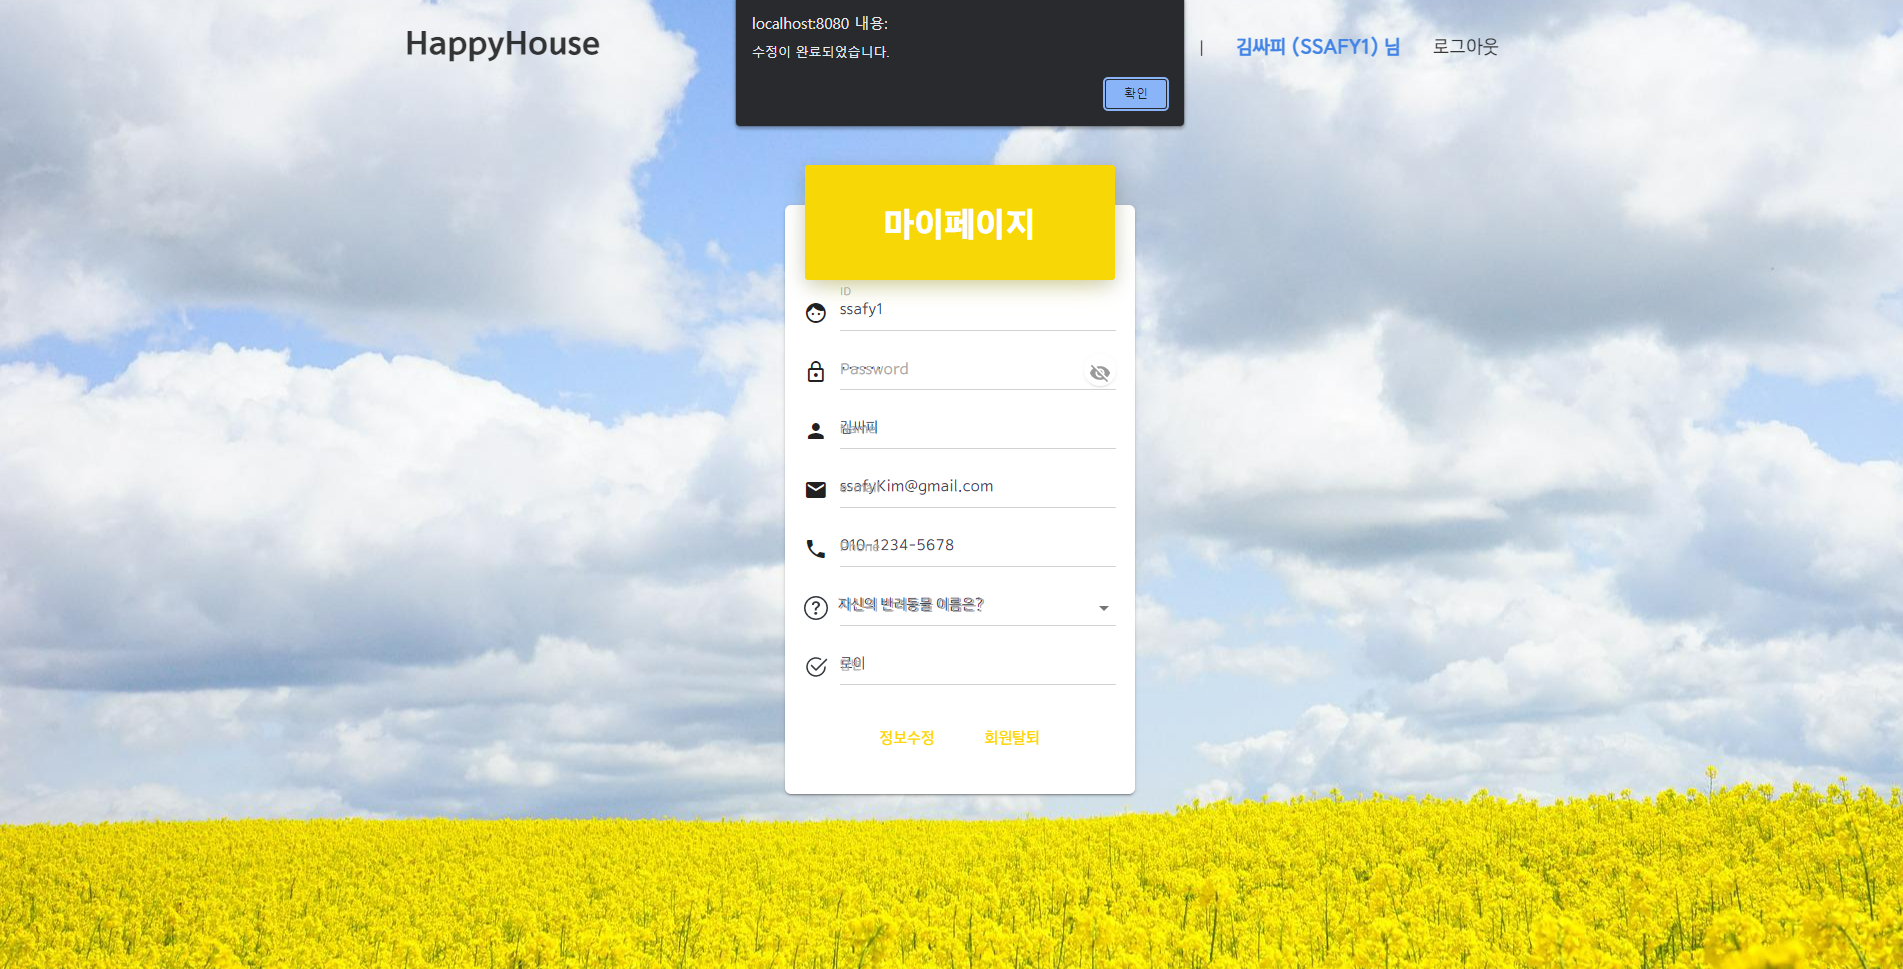 HappyHouse
localhost:8080 내용:
수정이 완료되었습니다.
확인
|
김싸피 (SSAFY1) 님
로그아웃
마이페이지
ID
ssafy1
Password
김싸피
ssafyKim@gmail.com
010-1234-5678
자신의 반려동물 이름은?
로이
정보수정
회원탈퇴